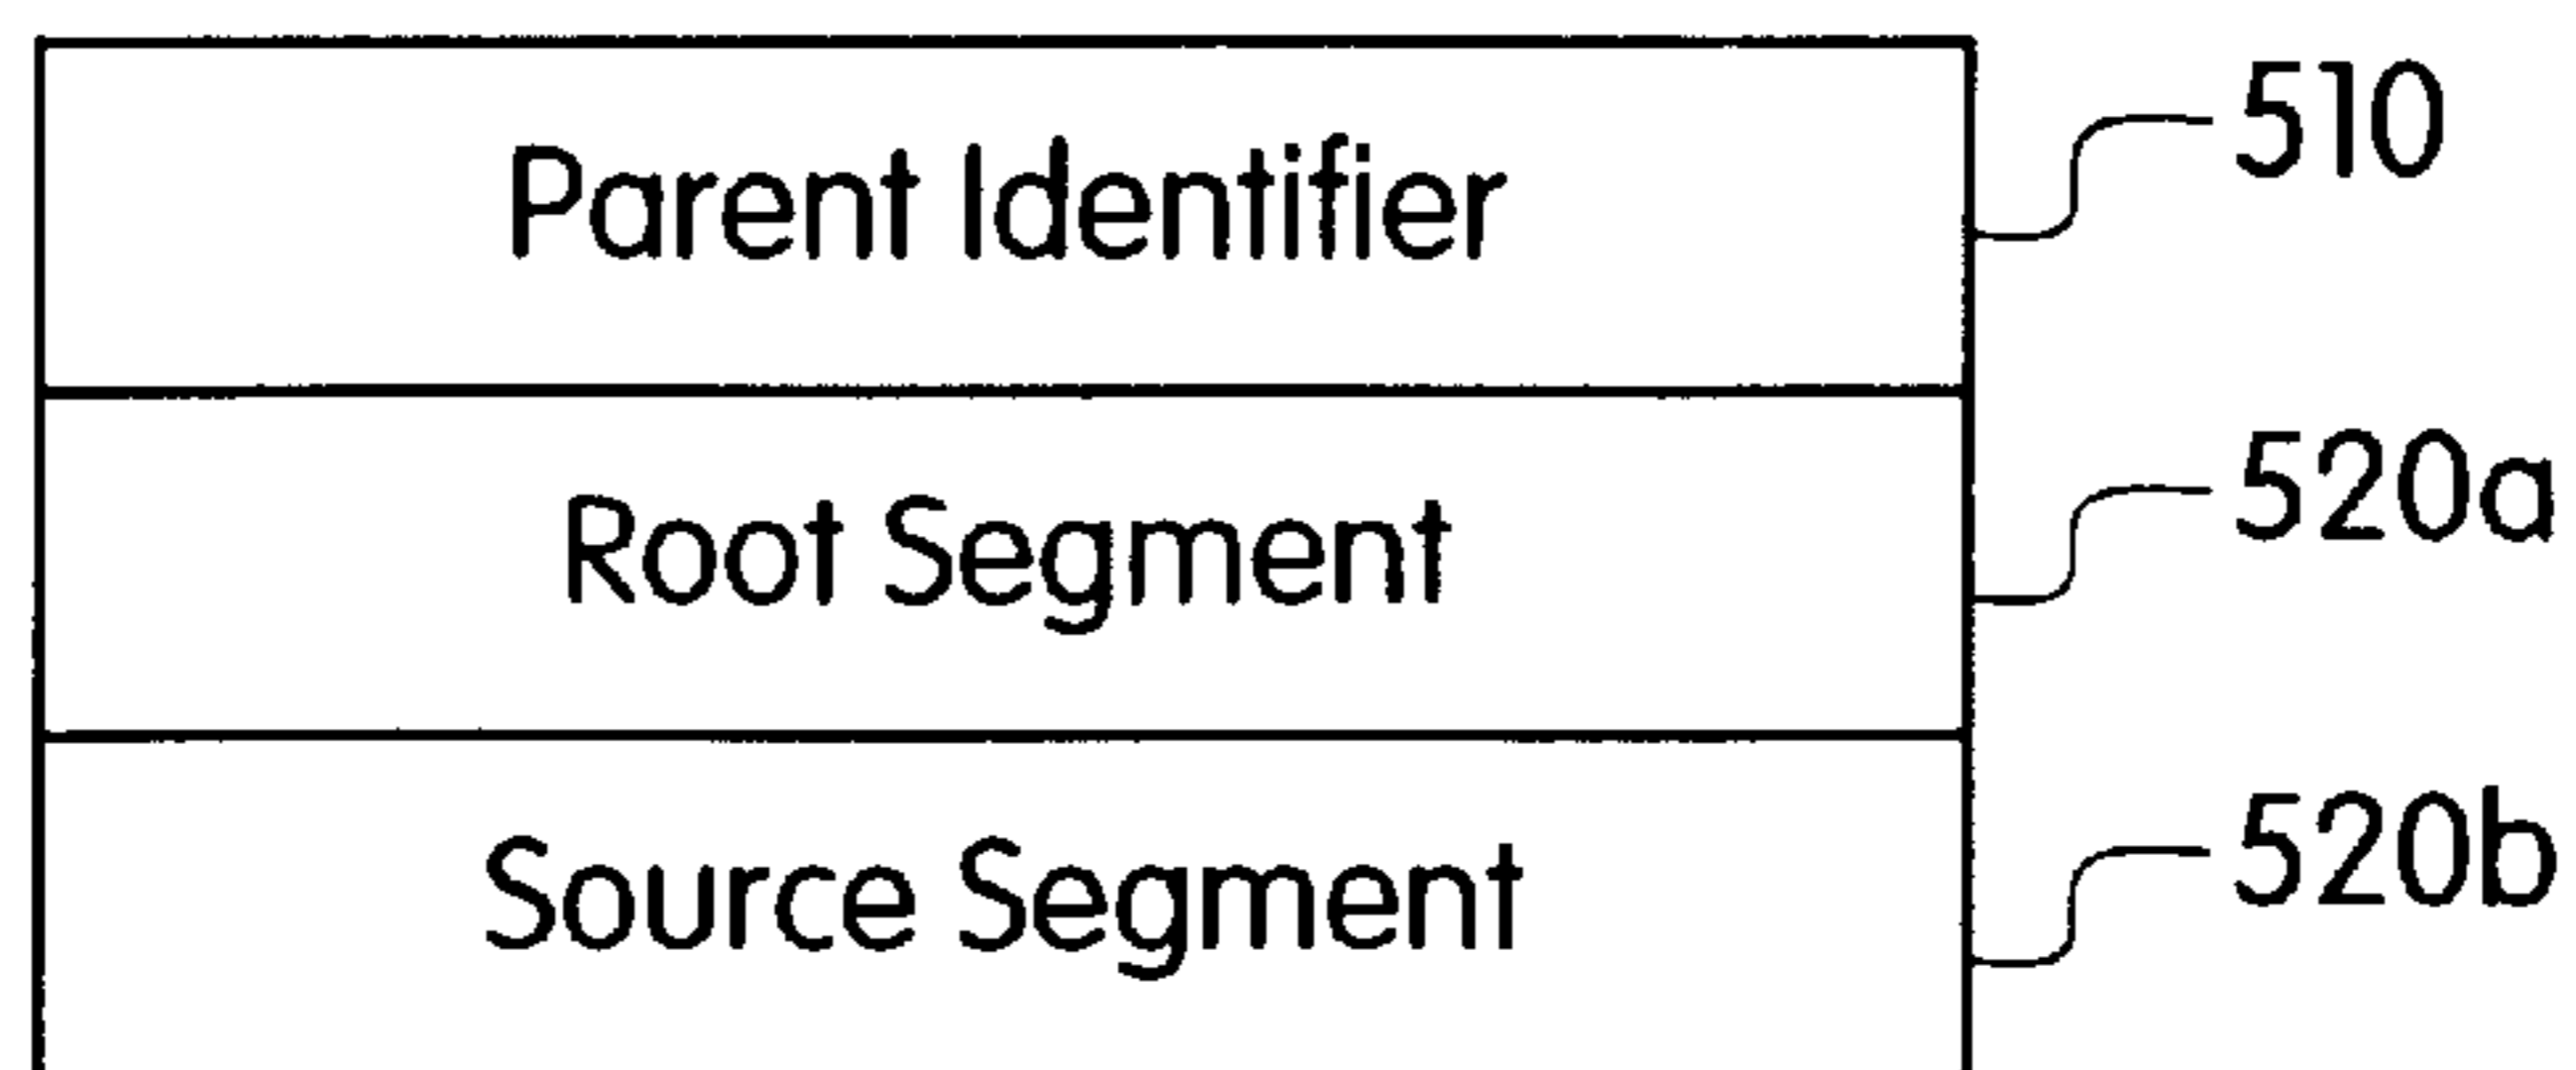 Parent Identifier
510
Root Segment
520a
Source Segment
520b